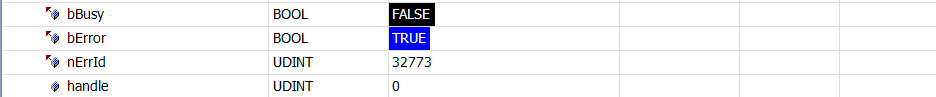 bBusy BOOL FALSE
bError BOOL TRUE
nErrId UDINT 32773
handle UDINT 0